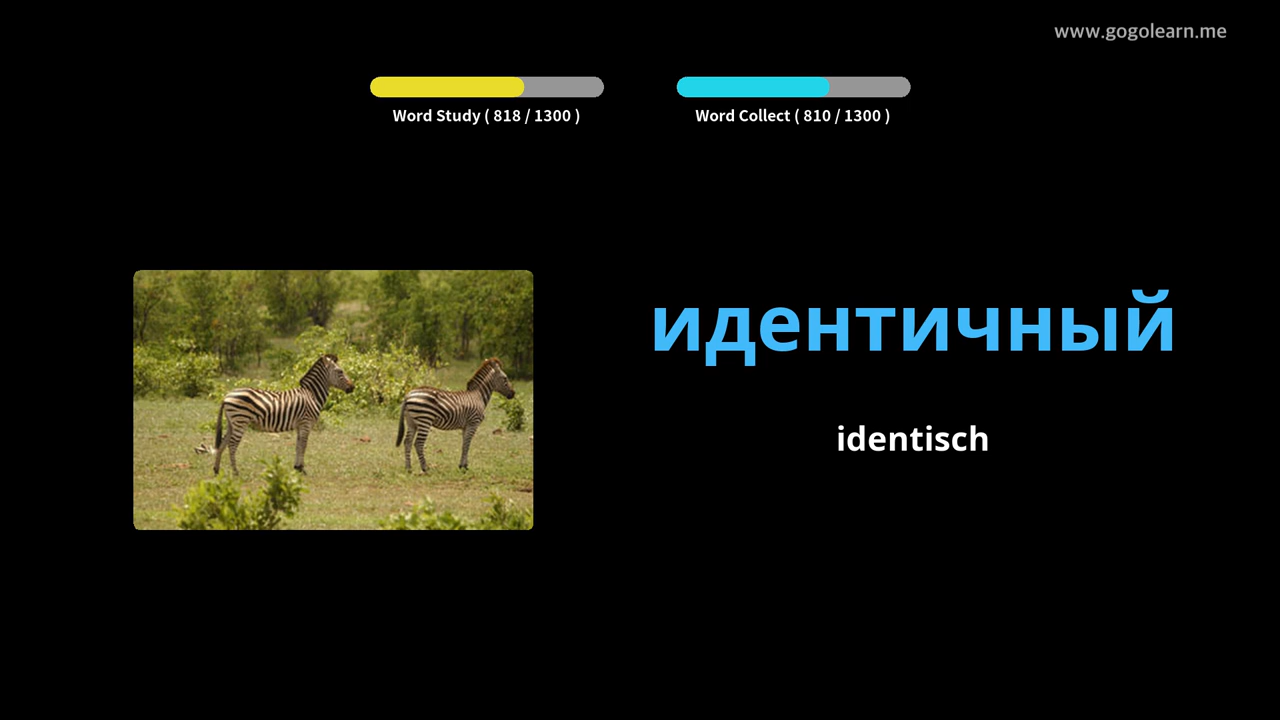 www.gogolearn.me
Word Study ( 818 / 1300 )
Word Collect ( 810 / 1300 )
идентичный
identisch